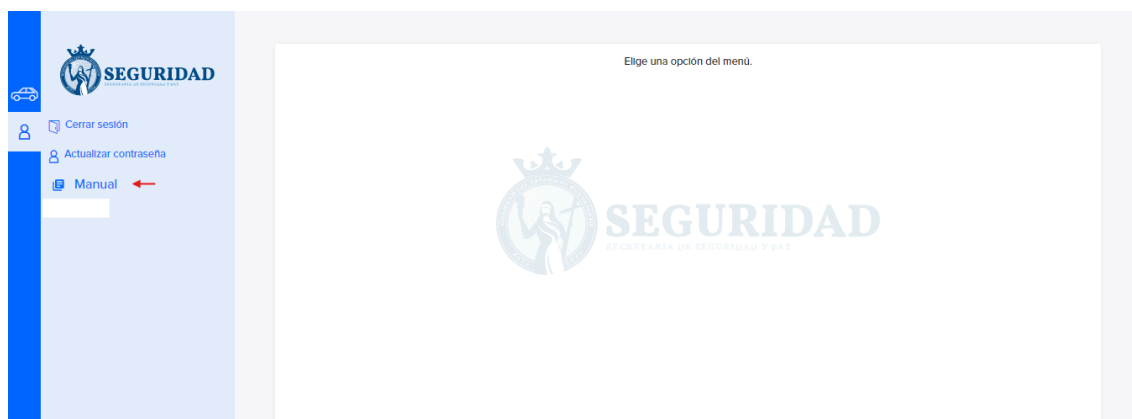 SEGURIDAD
Cerrar sesión
Actualizar contraseña
Manual
Elige una opción del menú.
SEGURIDAD
SECRETARÍA DE SEGURIDAD Y PAZ